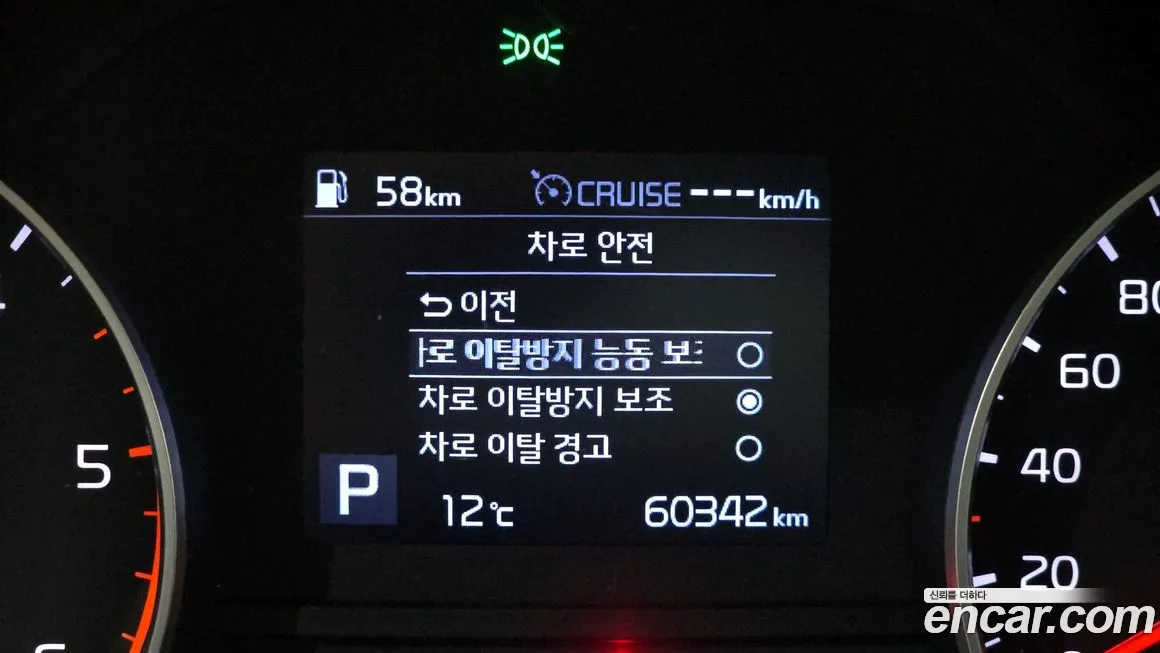 58km CRUISE ---km/h
차로 안전
이전
로 이탈방지 능동 보
차로 이탈방지 보조
차로 이탈 경고
P 12℃ 60342km
5
80
60
40
20
신뢰를 더하다
encar.com